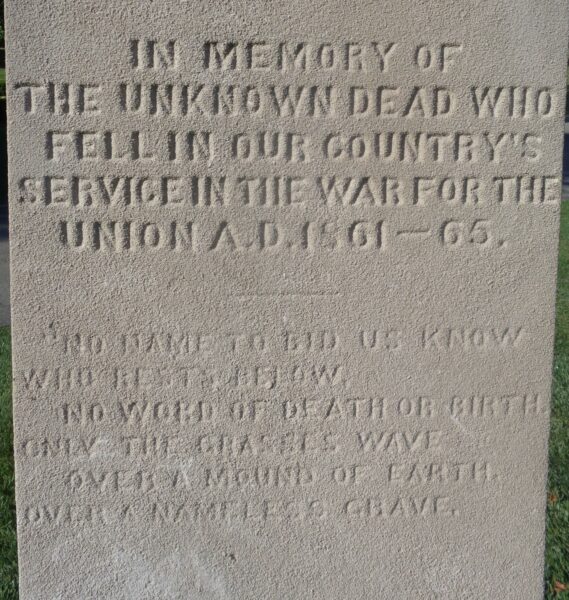 IN MEMORY OF
THE UNKNOWN DEAD WHO
FELL IN OUR COUNTRY'S
SERVICE IN THE WAR FOR THE
UNION A.D. 1861—65.
"NO NAME TO BID US KNOW
WHO RESTS BELOW,
NO WORD OF DEATH OR BIRTH,
ONLY THE GRASSES WAVE
OVER A MOUND OF EARTH,
OVER A NAMELESS GRAVE.